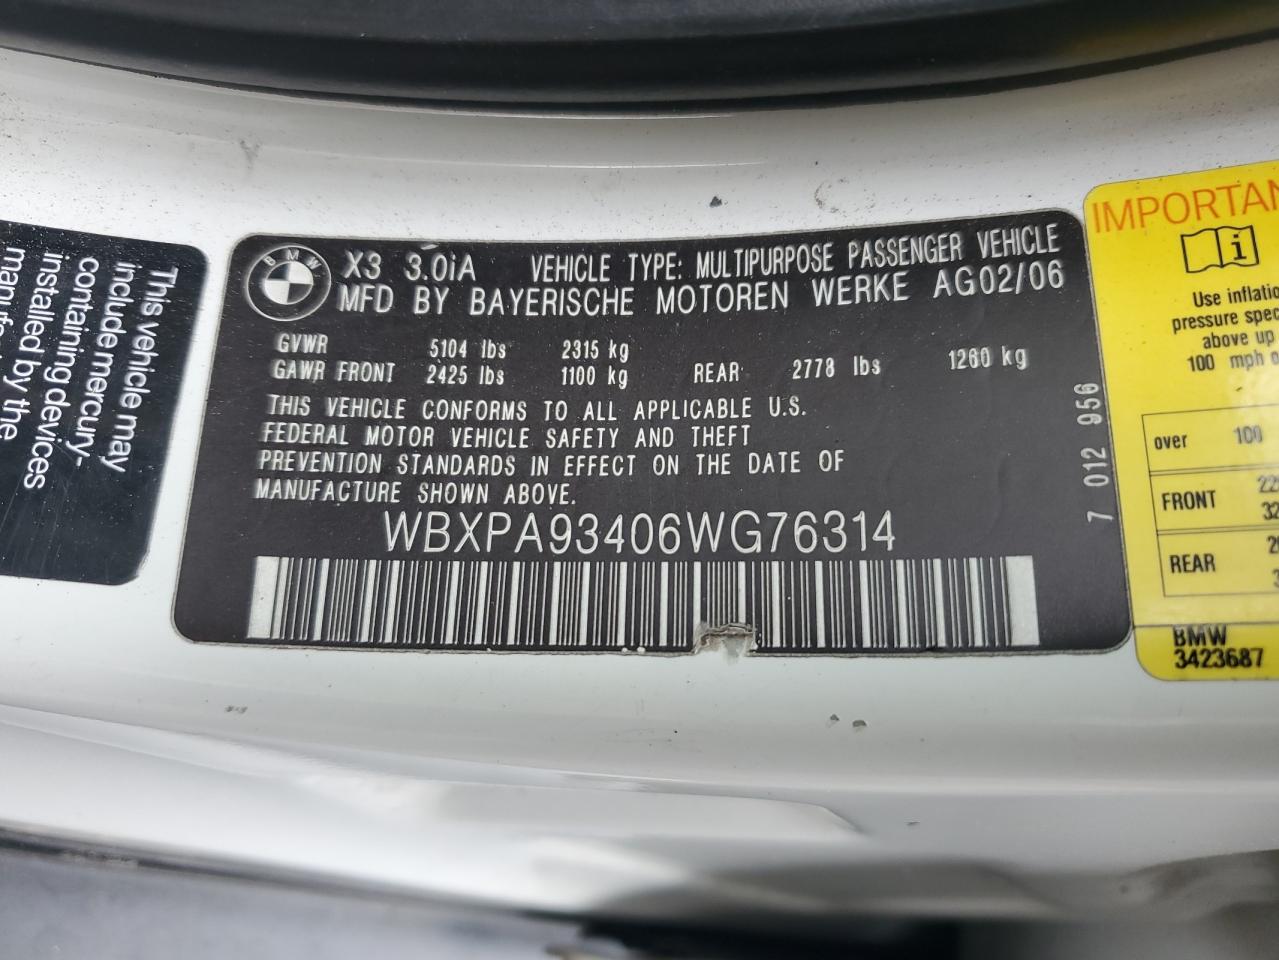 This vehicle may
include mercury-
containing devices
installed by the
BMW
X3 3.0iA VEHICLE TYPE: MULTIPURPOSE PASSENGER VEHICLE
MFD BY BAYERISCHE MOTOREN WERKE AG02/06
GVWR 5104 lbs 2315 kg
GAWR FRONT 2425 lbs 1100 kg REAR 2778 lbs 1260 kg
THIS VEHICLE CONFORMS TO ALL APPLICABLE U.S.
FEDERAL MOTOR VEHICLE SAFETY AND THEFT
PREVENTION STANDARDS IN EFFECT ON THE DATE OF
MANUFACTURE SHOWN ABOVE.
WBXPA93406WG76314
7 012 956
IMPORTAN
i
Use inflatio
pressure spec
above up
100 mph o
over 100
FRONT
REAR
BMW
3423687